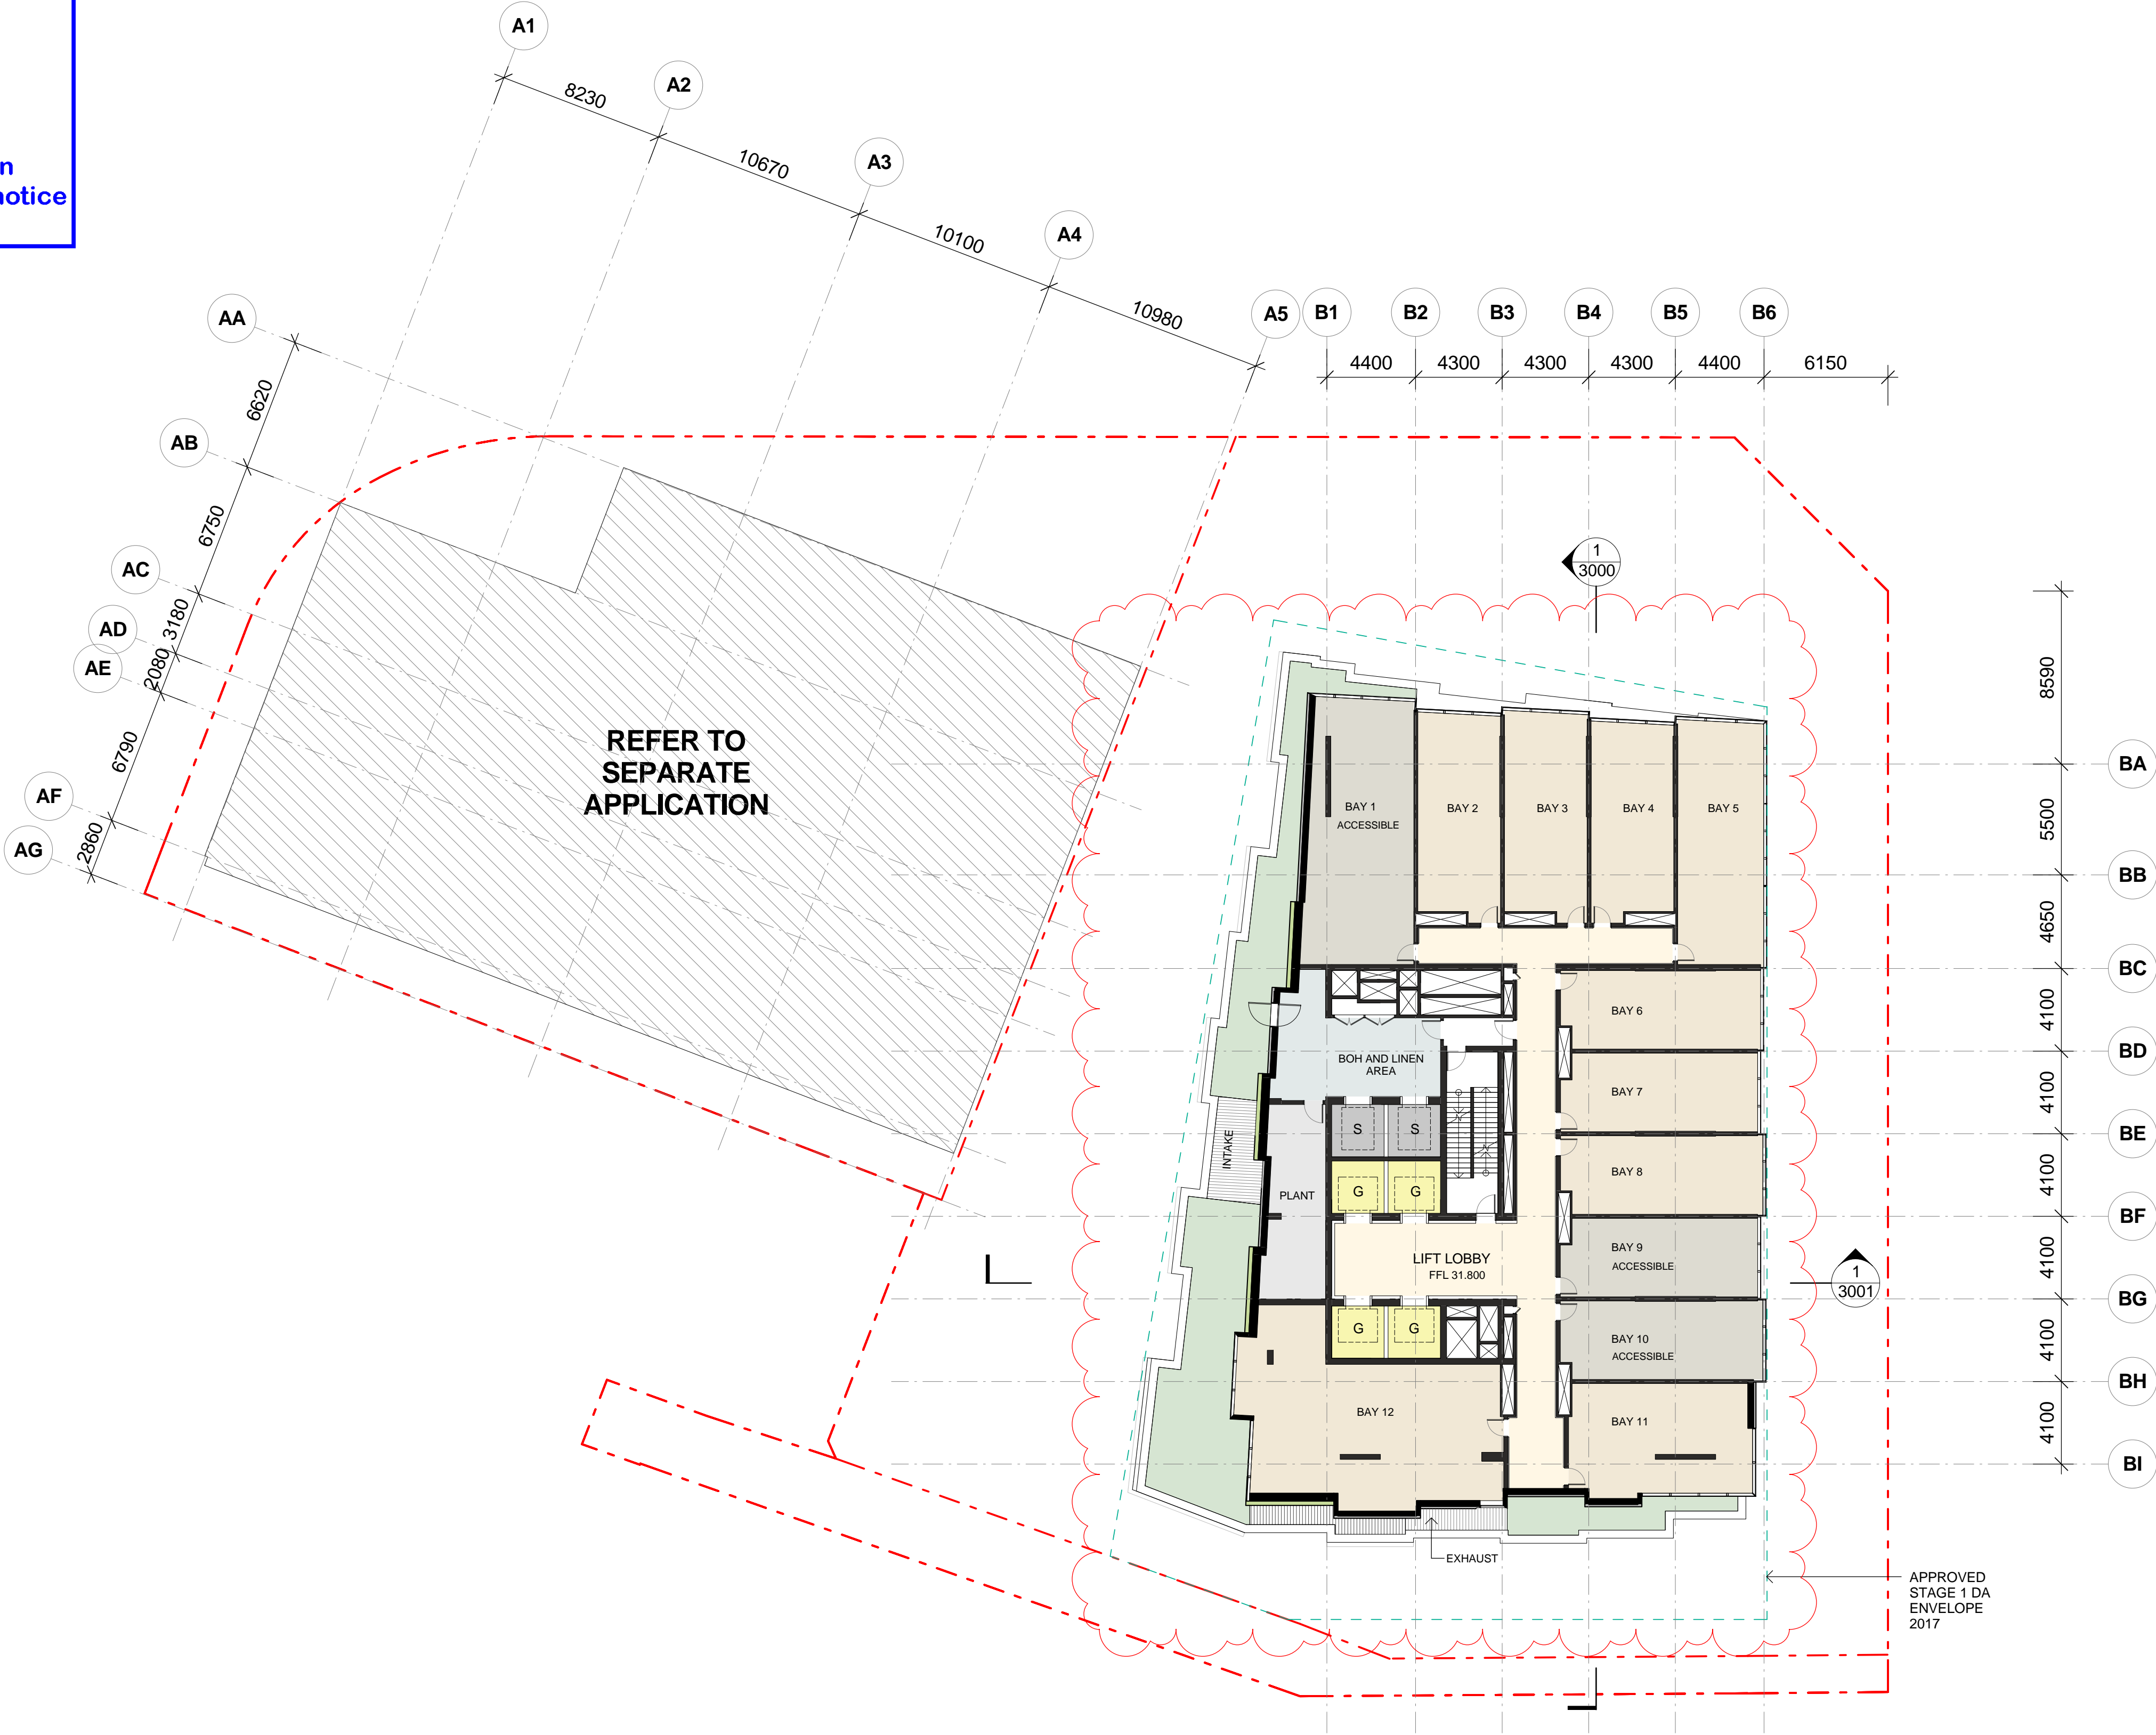 n
notice
A1
A2
A3
A4
A5
8230
10670
10100
10980
AA
AB
AC
AD
AE
AF
AG
6620
6750
3180
2080
6790
2860
B1
B2
B3
B4
B5
B6
4400
4300
4300
4300
4400
6150
1
3000
8590
5500
4650
4100
4100
4100
4100
4100
4100
BA
BB
BC
BD
BE
BF
BG
BH
BI
REFER TO
SEPARATE
APPLICATION
BAY 1
ACCESSIBLE
BAY 2
BAY 3
BAY 4
BAY 5
BAY 6
BOH AND LINEN
AREA
BAY 7
S
S
INTAKE
BAY 8
PLANT
G
G
BAY 9
ACCESSIBLE
LIFT LOBBY
FFL 31.800
1
3001
G
G
BAY 10
ACCESSIBLE
BAY 12
BAY 11
EXHAUST
APPROVED
STAGE 1 DA
ENVELOPE
2017